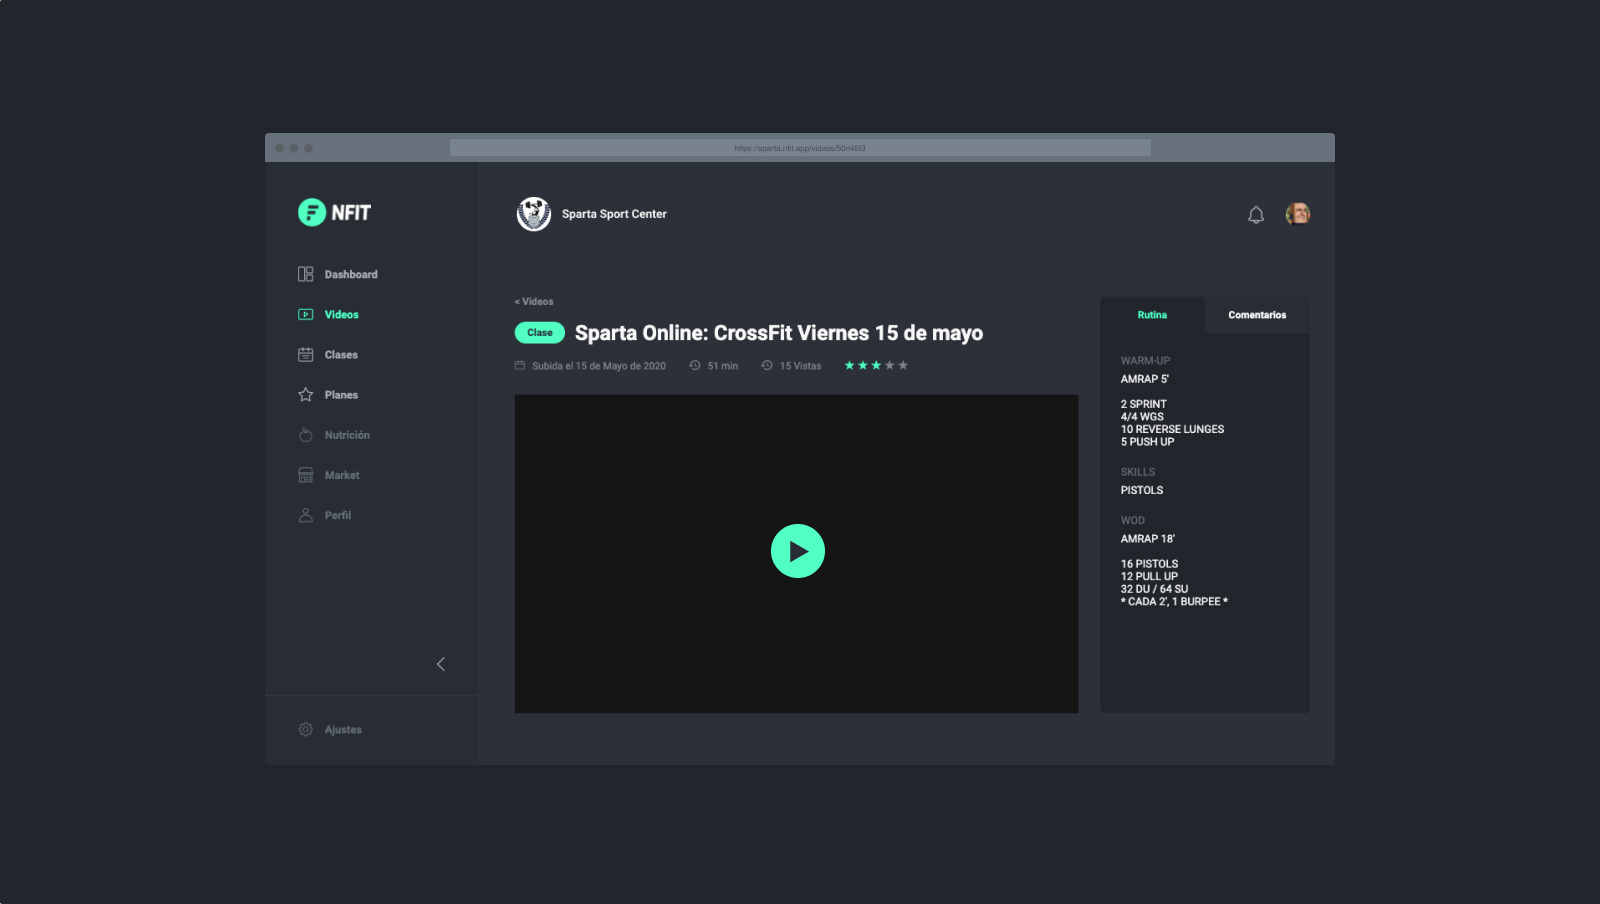 https://sparta.nfit.app/videos/50n45f3
NFIT
Dashboard
Videos
Clases
Planes
Nutrición
Market
Perfil
Ajustes
Sparta Sport Center
< Videos
Clase
Sparta Online: CrossFit Viernes 15 de mayo
Subida el 15 de Mayo de 2020
51 min
15 Vistas
Rutina
Comentarios
WARM-UP
AMRAP 5'
2 SPRINT
4/4 WGS
10 REVERSE LUNGES
5 PUSH UP
SKILLS
PISTOLS
WOD
AMRAP 18'
16 PISTOLS
12 PULL UP
32 DU / 64 SU
* CADA 2', 1 BURPEE *